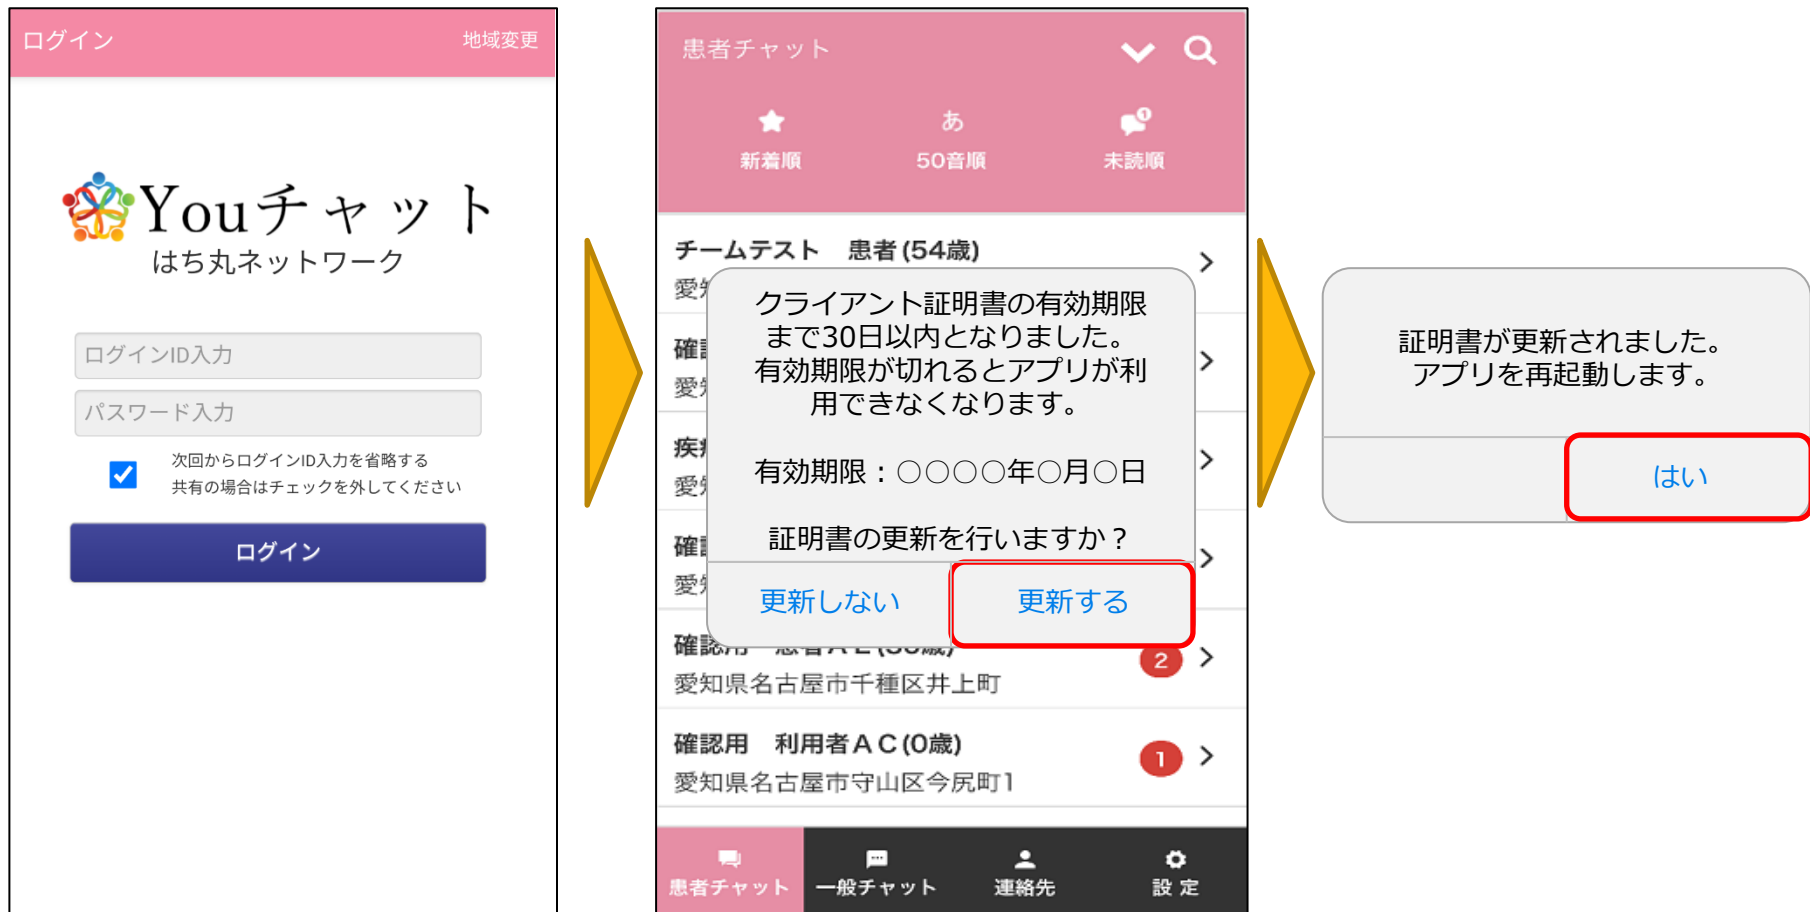 ログイン
地域変更
Youチャット
はち丸ネットワーク
ログインID入力
パスワード入力
次回からログインID入力を省略する
共有の場合はチェックを外してください
ログイン
患者チャット
あ
1
新着順
50音順
未読順
チームテスト 患者(54歳)
クライアント証明書の有効期限
まで30日以内となりました。
有効期限が切れるとアプリが利
用できなくなります。
有効期限：○○○○年○月○日
証明書の更新を行いますか？
更新しない
更新する
2
愛知県名古屋市千種区井上町
確認用 利用者AC(0歳)
1
愛知県名古屋市守山区今尻町1
患者チャット
一般チャット
連絡先
設定
証明書が更新されました。
アプリを再起動します。
はい